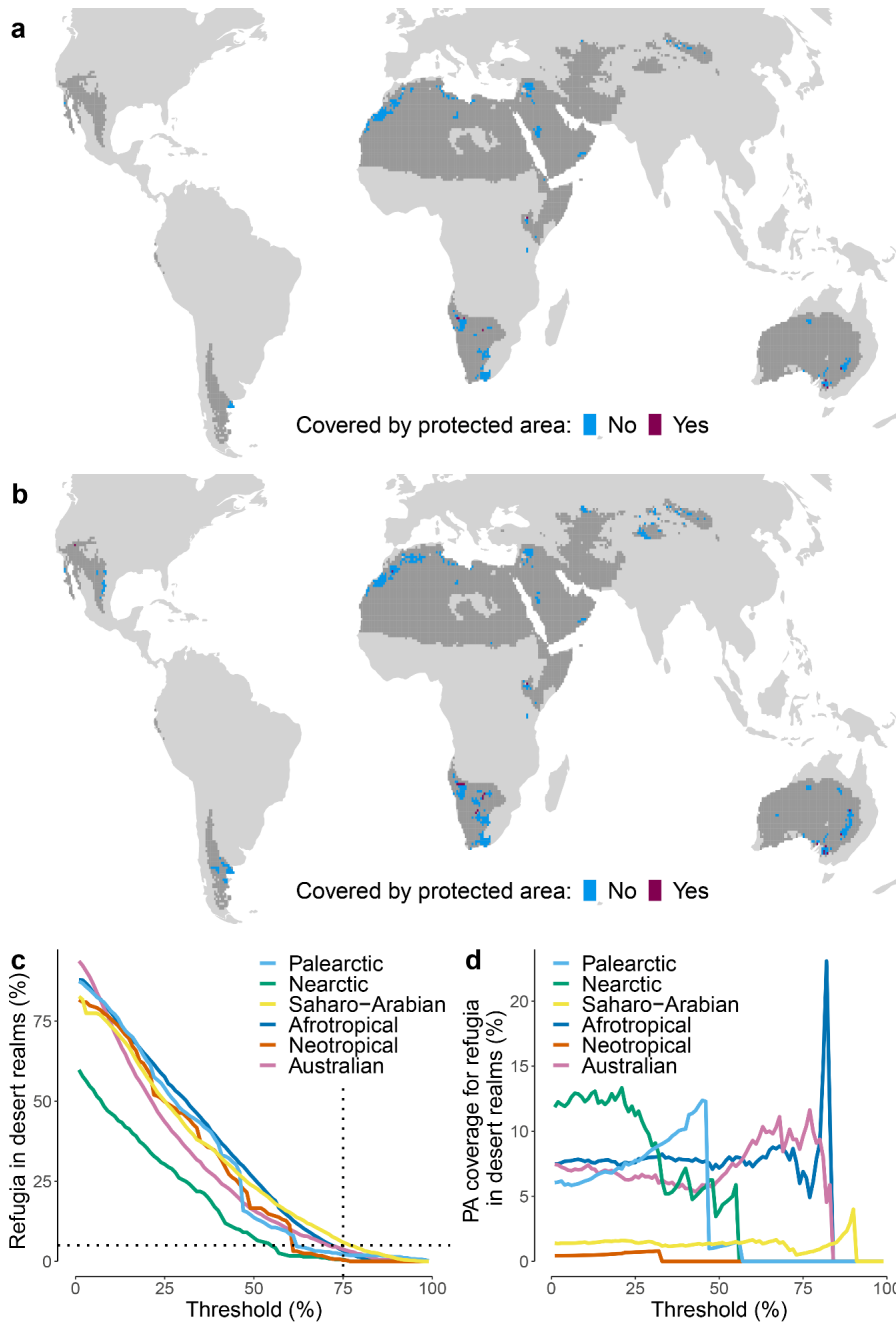 a
Covered by protected area: No Yes
b
Covered by protected area: No Yes
c
Palearctic
Nearctic
Saharo−Arabian
Afrotropical
Neotropical
Australian
Refugia in desert realms (%)
75
50
25
0
0 25 50 75 100
Threshold (%)
d
Palearctic
Nearctic
Saharo−Arabian
Afrotropical
Neotropical
Australian
PA coverage for refugia
in desert realms (%)
20
15
10
5
0
0 25 50 75 100
Threshold (%)